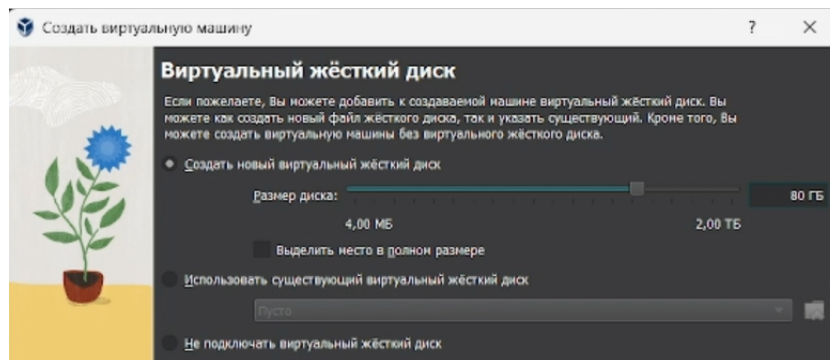 Создать виртуальную машину
Виртуальный жёсткий диск
Если пожелаете, Вы можете добавить к создаваемой машине виртуальный жёсткий диск. Вы
можете как создать новый файл жёсткого диска, так и указать существующий. Кроме того, Вы
можете создать виртуальную машины без виртуального жёсткого диска.
Создать новый виртуальный жёсткий диск
Размер диска: 80 ГБ
4,00 МБ 2,00 ТБ
Выделить место в полном размере
Использовать существующий виртуальный жёсткий диск
Пусто
Не подключать виртуальный жёсткий диск